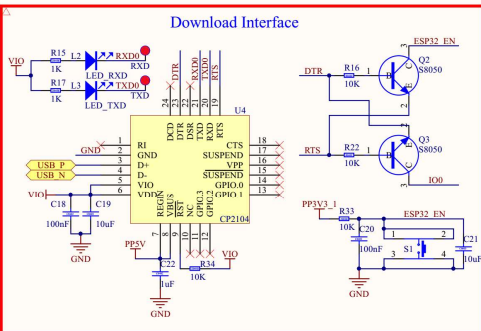 Download Interface
VIO
R15
1K
L2
LED_RXD
RXD0
RXD
R17
1K
L3
LED_TXD
TXD0
TXD
DTR
RXD0
TXD0
RTS
24
23
22
21
20
19
DCD
DTR
DSR
TXD
RXD
RTS
U4
GND
USB_P
USB_N
VIO
1
2
3
4
5
6
RI
GND
D+
D-
VIO
VDD
CTS
SUSPEND
VPP
SUSPEND
GPIO.0
GPIO.1
18
17
16
15
14
13
REGIN
VBUS
RST
NC
GPIO.3
GPIO.2
7
8
9
10
11
12
CP2104
C18
100nF
C19
10uF
GND
PP5V
C22
1uF
GND
R34
10K
VIO
ESP32_EN
3
Q2
S8050
DTR
R16
10K
1
B
C
E
2
2
RTS
R22
10K
1
B
E
C
Q3
S8050
3
IO0
PP3V3_1
R33
10K
ESP32_EN
C20
100nF
1
2
S1
3
4
C21
10uF
GND